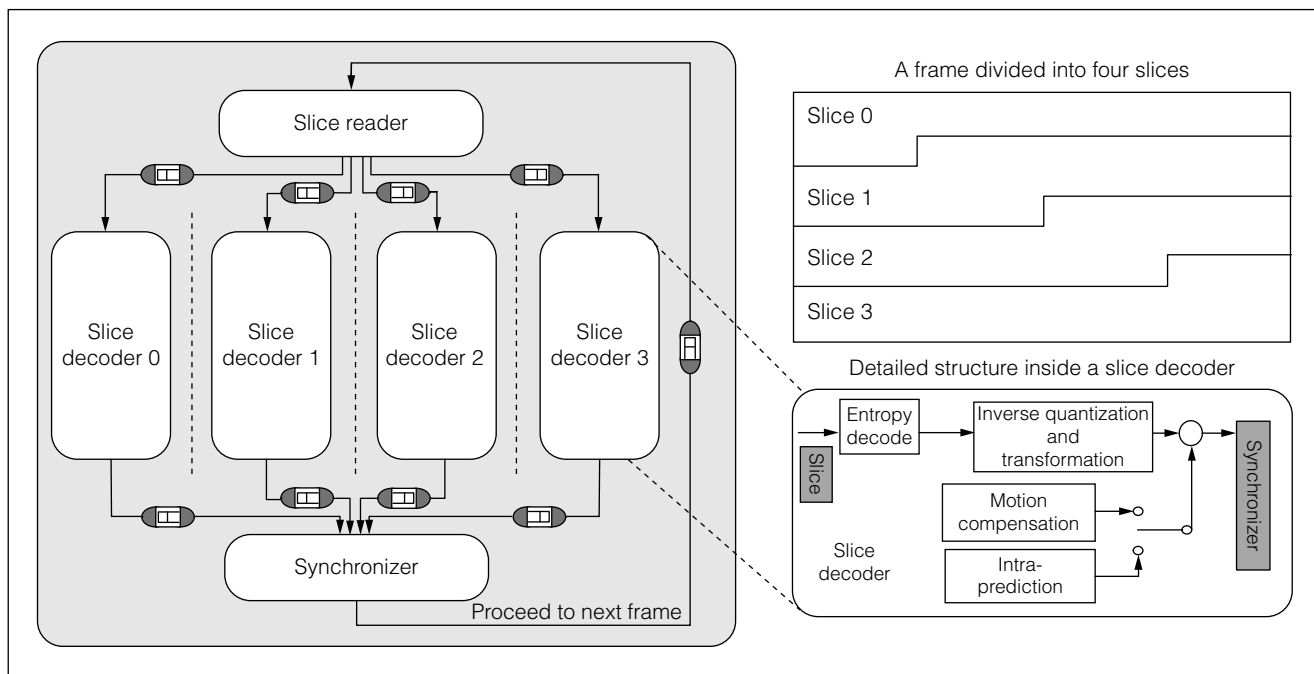 Slice reader
Slice
decoder 0
Slice
decoder 1
Slice
decoder 2
Slice
decoder 3
Synchronizer
Proceed to next frame
A frame divided into four slices
Slice 0
Slice 1
Slice 2
Slice 3
Detailed structure inside a slice decoder
Slice
Entropy
decode
Inverse quantization
and
transformation
Motion
compensation
Intra-
prediction
Slice
decoder
Synchronizer